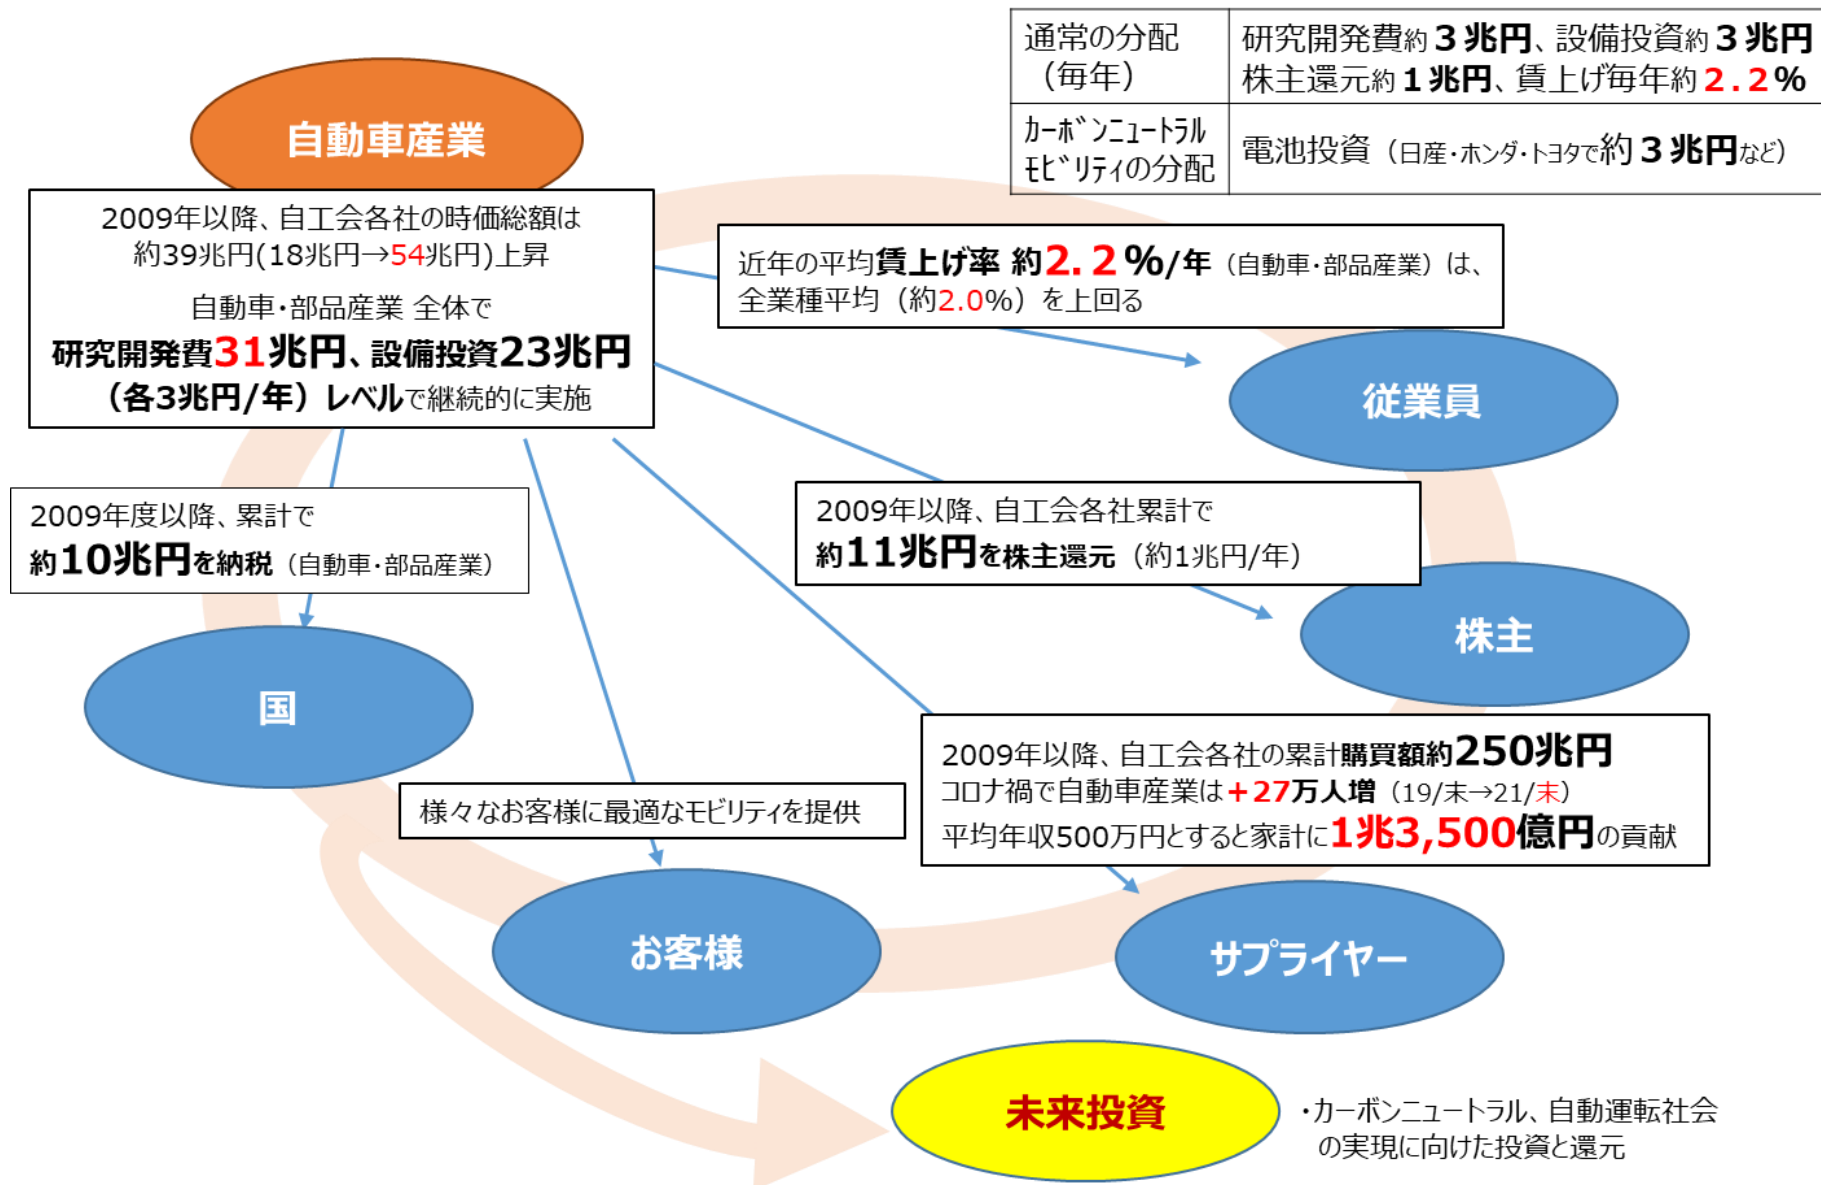 通常の分配
（毎年）
研究開発費約３兆円、設備投資約３兆円
株主還元約１兆円、賃上げ毎年約２.２％
ｶｰﾎﾞﾝﾆｭｰﾄﾗﾙ
ﾓﾋﾞﾘﾃｨの分配
電池投資（日産・ホンダ・トヨタで約３兆円など）
自動車産業
2009年以降、自工会各社の時価総額は
約39兆円(18兆円→54兆円)上昇
自動車・部品産業 全体で
研究開発費31兆円、設備投資23兆円
（各3兆円/年）レベルで継続的に実施
近年の平均賃上げ率 約2.２％/年（自動車・部品産業）は、
全業種平均（約2.0％）を上回る
従業員
2009年度以降、累計で
約10兆円を納税（自動車・部品産業）
2009年以降、自工会各社累計で
約11兆円を株主還元（約1兆円/年）
株主
国
2009年以降、自工会各社の累計購買額約250兆円
コロナ禍で自動車産業は＋27万人増（19/末→21/末）
平均年収500万円とすると家計に1兆3,500億円の貢献
様々なお客様に最適なモビリティを提供
お客様
サプライヤー
未来投資
・カーボンニュートラル、自動運転社会
の実現に向けた投資と還元